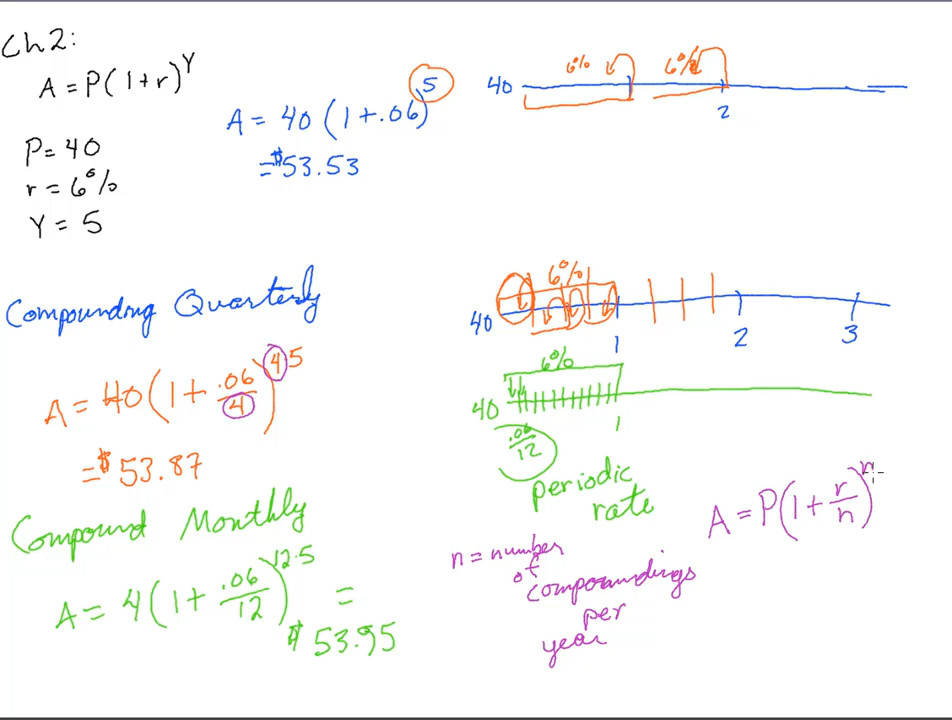 Ch 2:
A = P(1+r)^Y
P = 40
r = 6%
Y = 5
A = 40 (1+.06)^5
= $53.53
40
6%
6%
2
Compounding Quarterly
A = 40(1 + .06/4)^4·5
= $53.87
40
6%
1
2
3
6%
40
1
.06/12
periodic
rate
Compound Monthly
A = 4(1 + .06/12)^12·5 =
$53.95
n = number
of
compoundings
per
year
A = P(1 + r/n)^n